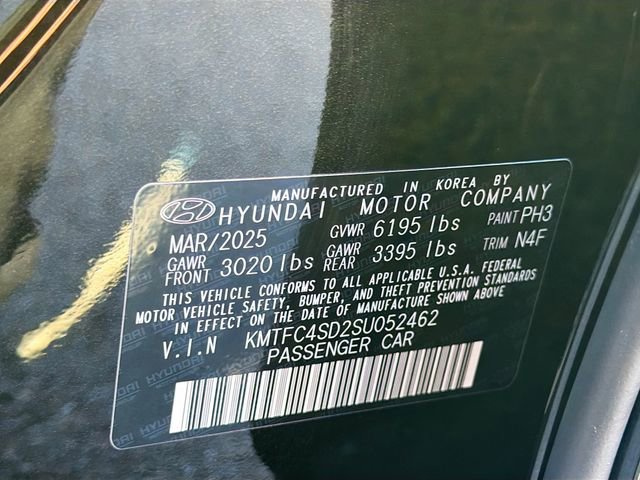 MANUFACTURED IN KOREA BY
HYUNDAI MOTOR COMPANY
MAR/2025 GVWR 6195 lbs PAINT PH3
GAWR FRONT 3020 lbs GAWR REAR 3395 lbs TRIM N4F
THIS VEHICLE CONFORMS TO ALL APPLICABLE U.S.A. FEDERAL
MOTOR VEHICLE SAFETY, BUMPER, AND THEFT PREVENTION STANDARDS
IN EFFECT ON THE DATE OF MANUFACTURE SHOWN ABOVE
V.I.N KMTFC4SD2SU052462
PASSENGER CAR